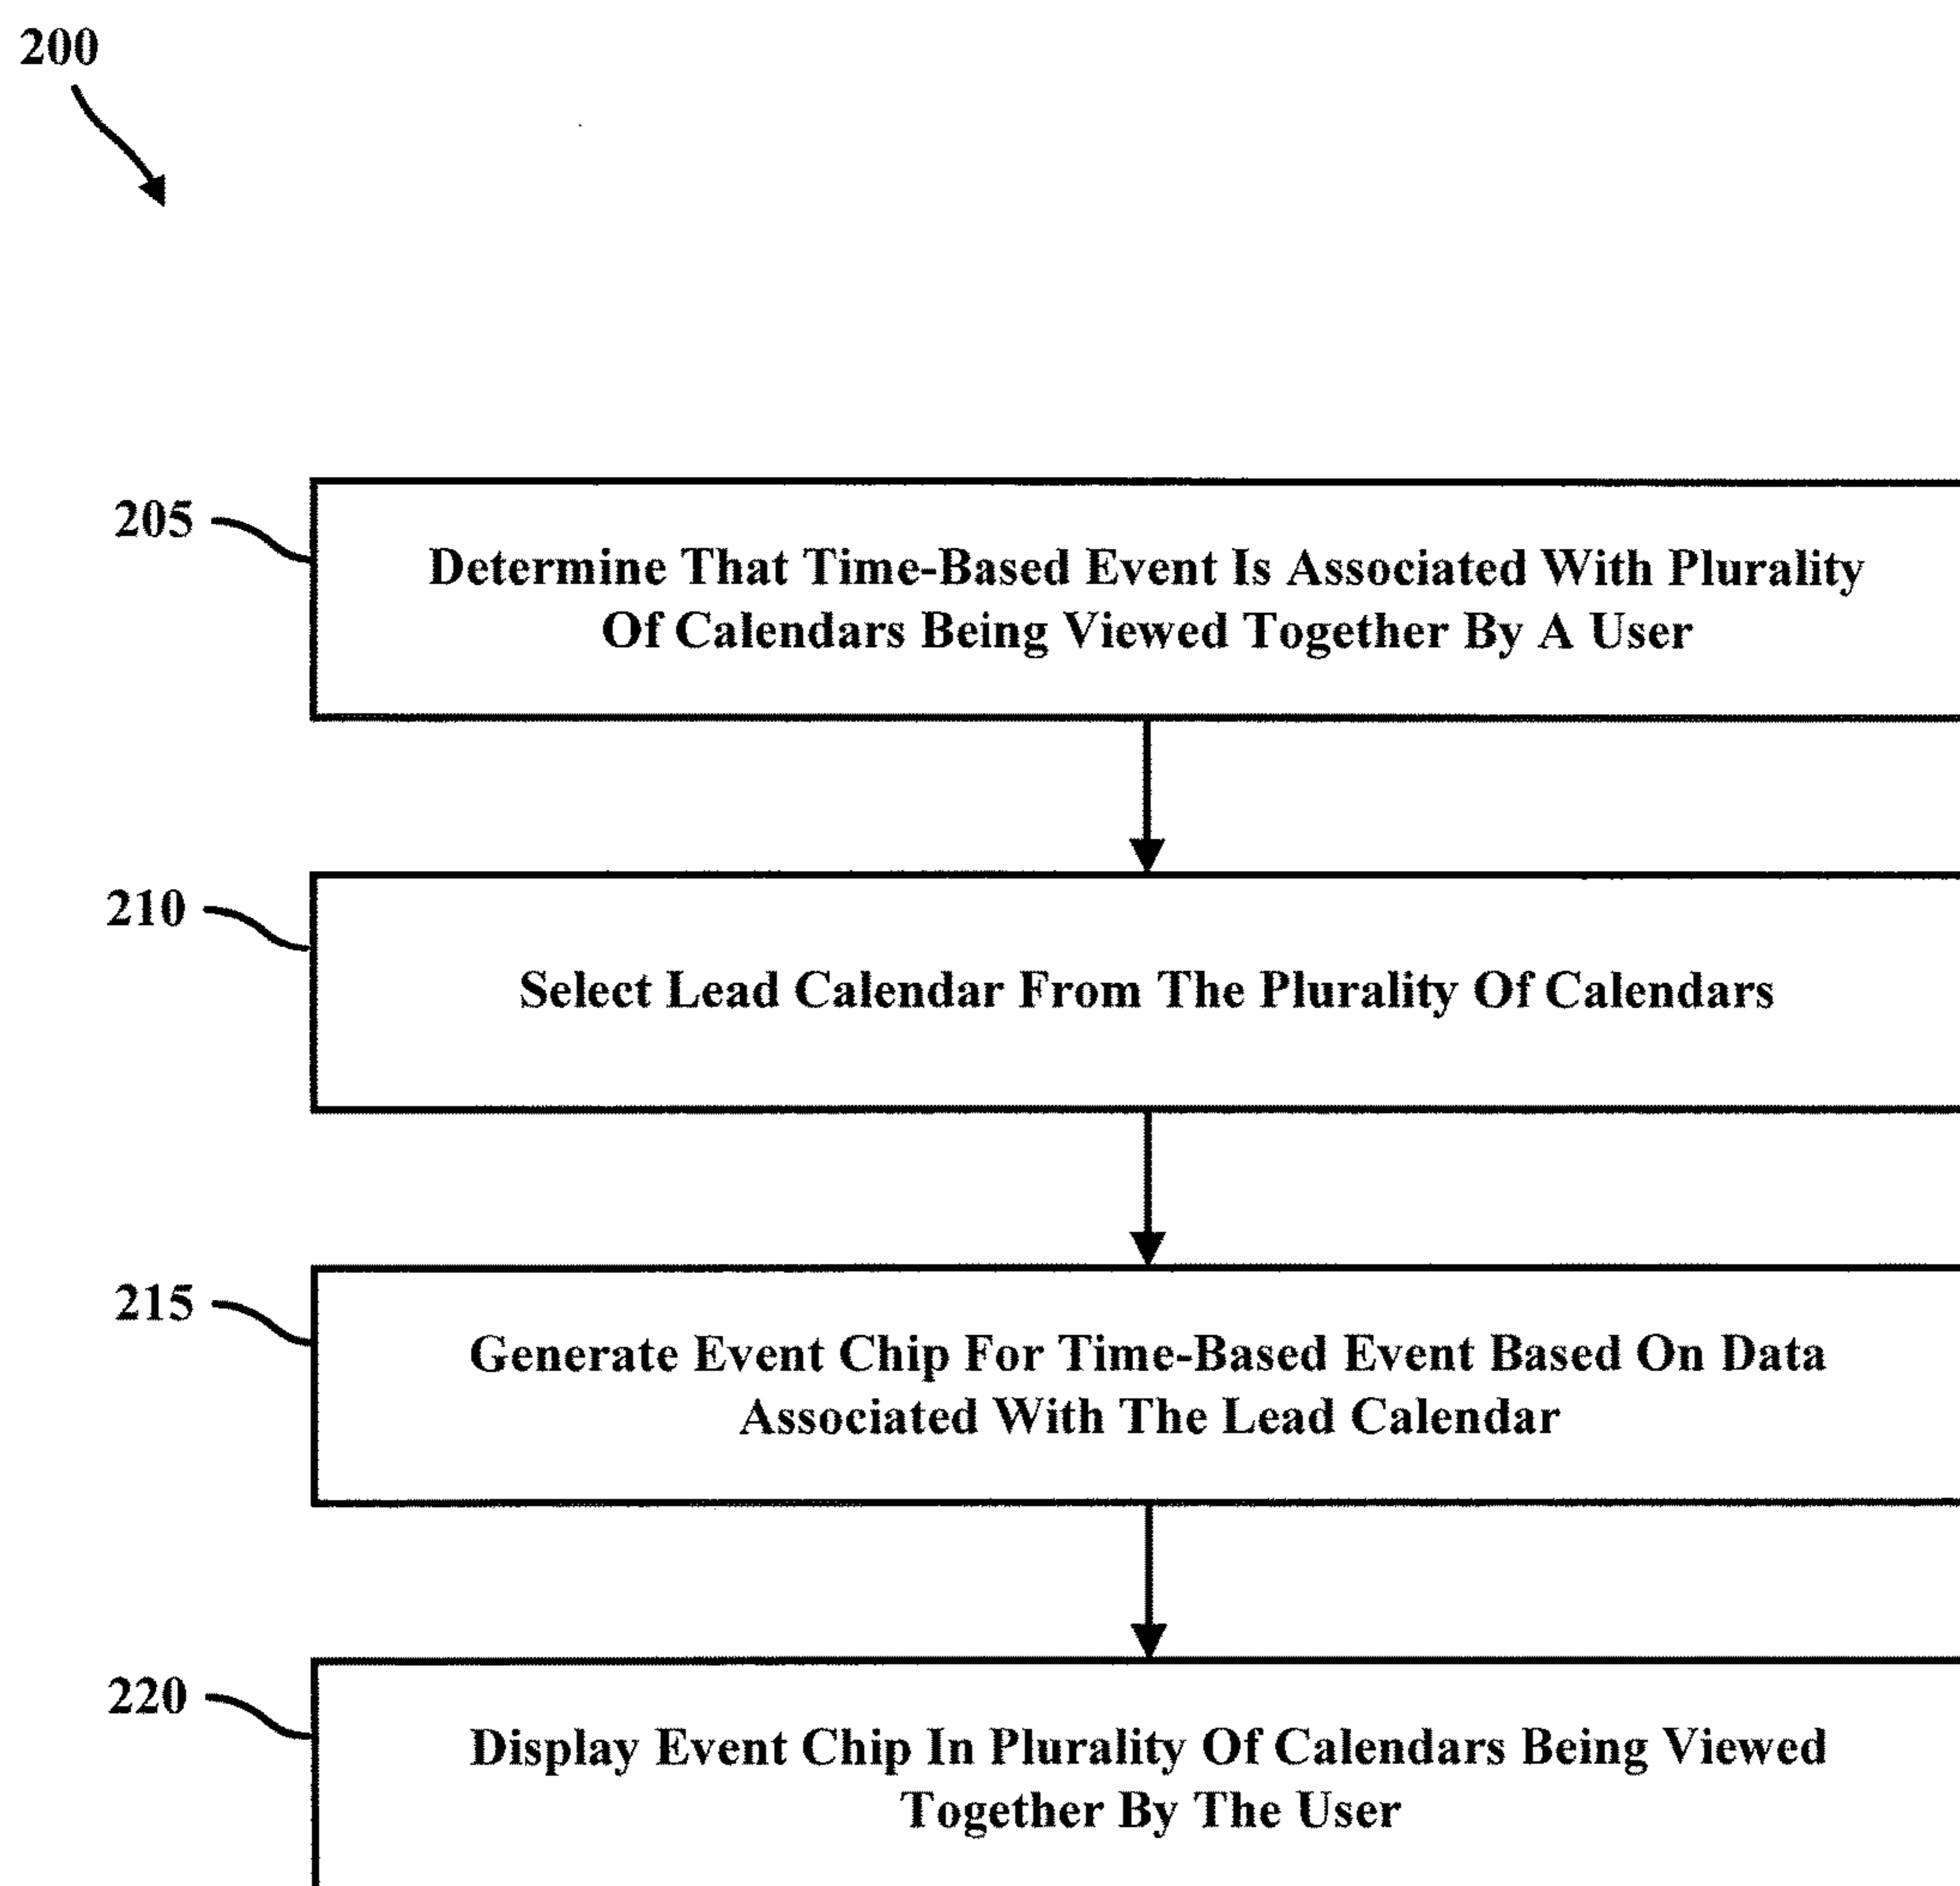 200
205
Determine That Time-Based Event Is Associated With Plurality
Of Calendars Being Viewed Together By A User
210
Select Lead Calendar From The Plurality Of Calendars
215
Generate Event Chip For Time-Based Event Based On Data
Associated With The Lead Calendar
220
Display Event Chip In Plurality Of Calendars Being Viewed
Together By The User